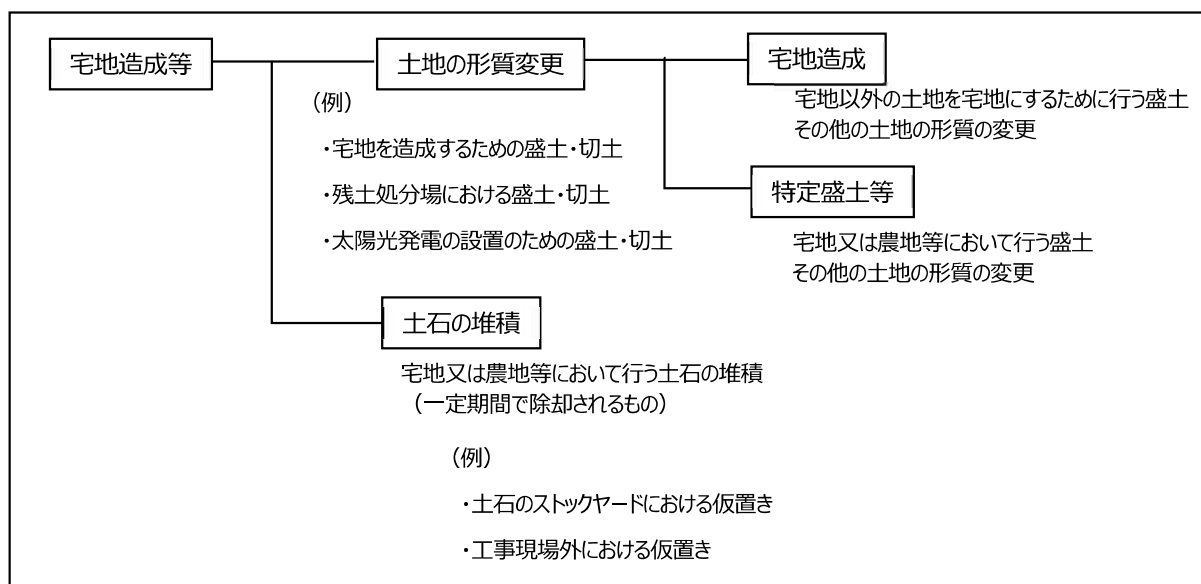 宅地造成等
土地の形質変更
(例)
・宅地を造成するための盛土・切土
・残土処分場における盛土・切土
・太陽光発電の設置のための盛土・切土
宅地造成
宅地以外の土地を宅地にするために行う盛土
その他の土地の形質の変更
特定盛土等
宅地又は農地等において行う盛土
その他の土地の形質の変更
土石の堆積
宅地又は農地等において行う土石の堆積
(一定期間で除却されるもの)
(例)
・土石のストックヤードにおける仮置き
・工事現場外における仮置き